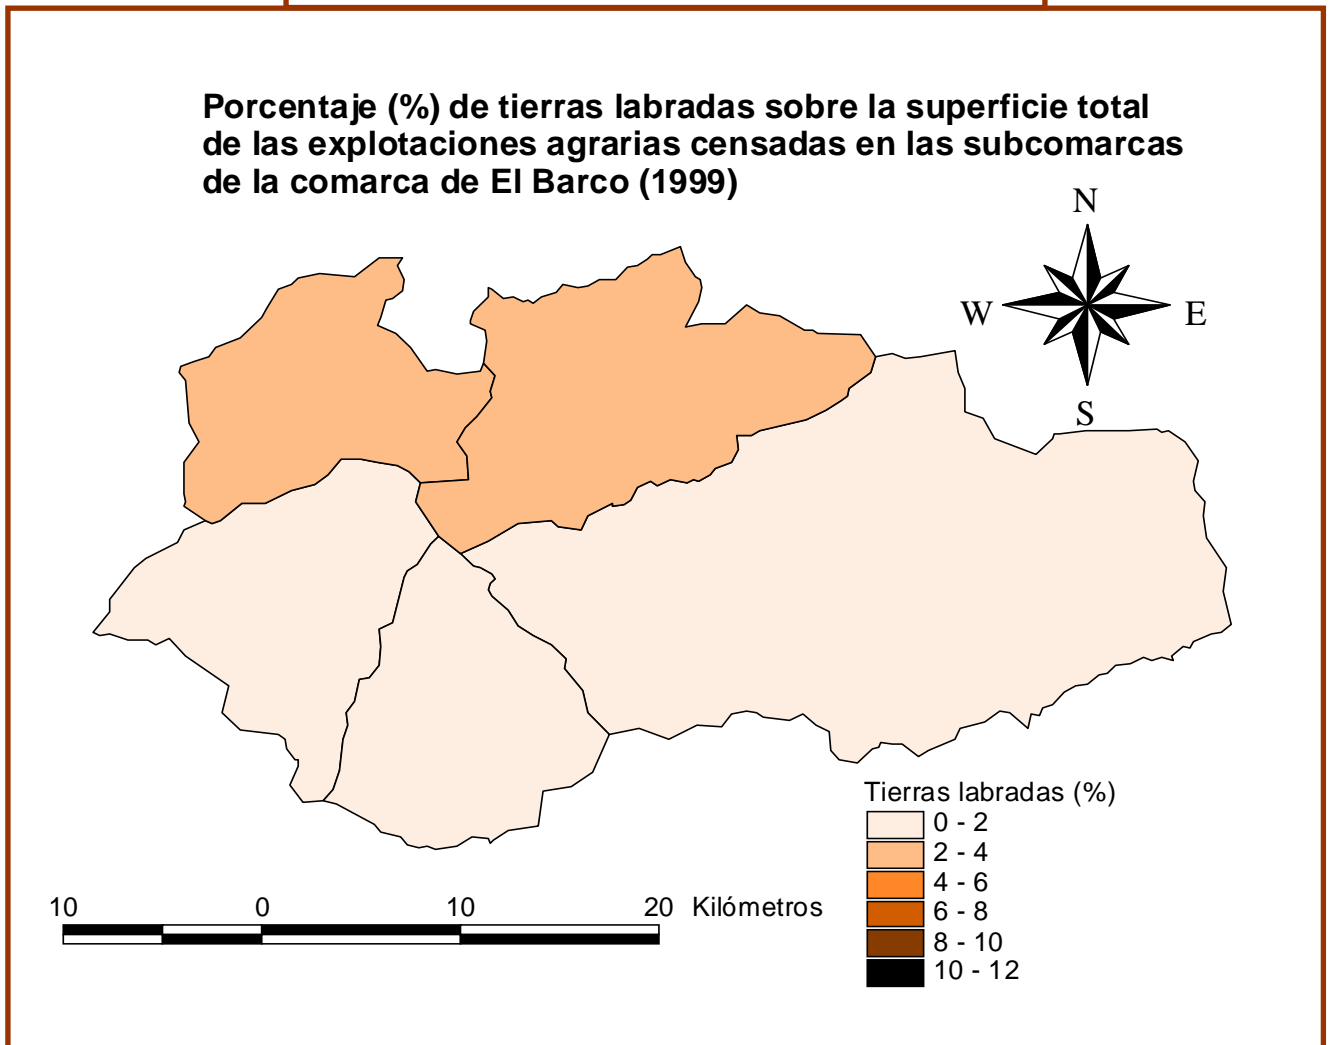 Porcentaje (%) de tierras labradas sobre la superficie total
de las explotaciones agrarias censadas en las subcomarcas
de la comarca de El Barco (1999)
N
W
E
S
Tierras labradas (%)
0 - 2
2 - 4
4 - 6
6 - 8
8 - 10
10 - 12
10 0 10 20 Kilómetros